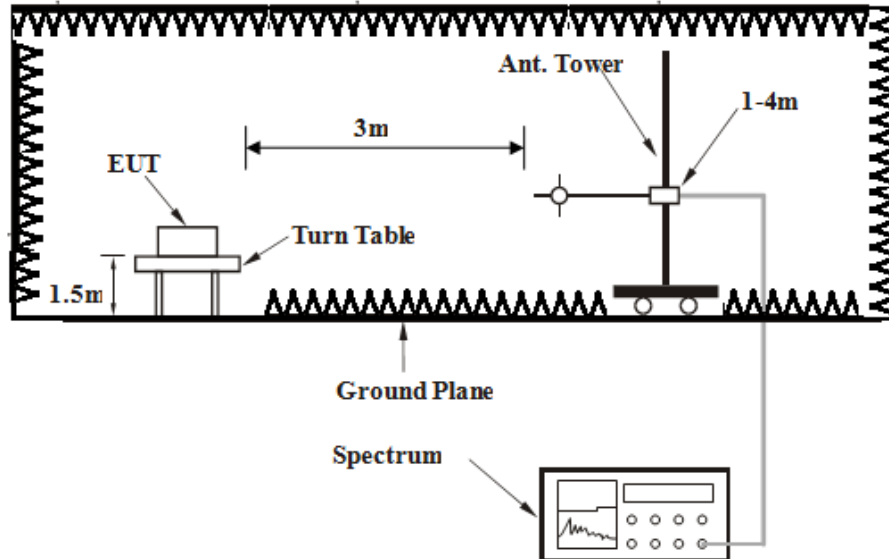 Ant. Tower
1-4m
3m
EUT
Turn Table
1.5m
Ground Plane
Spectrum